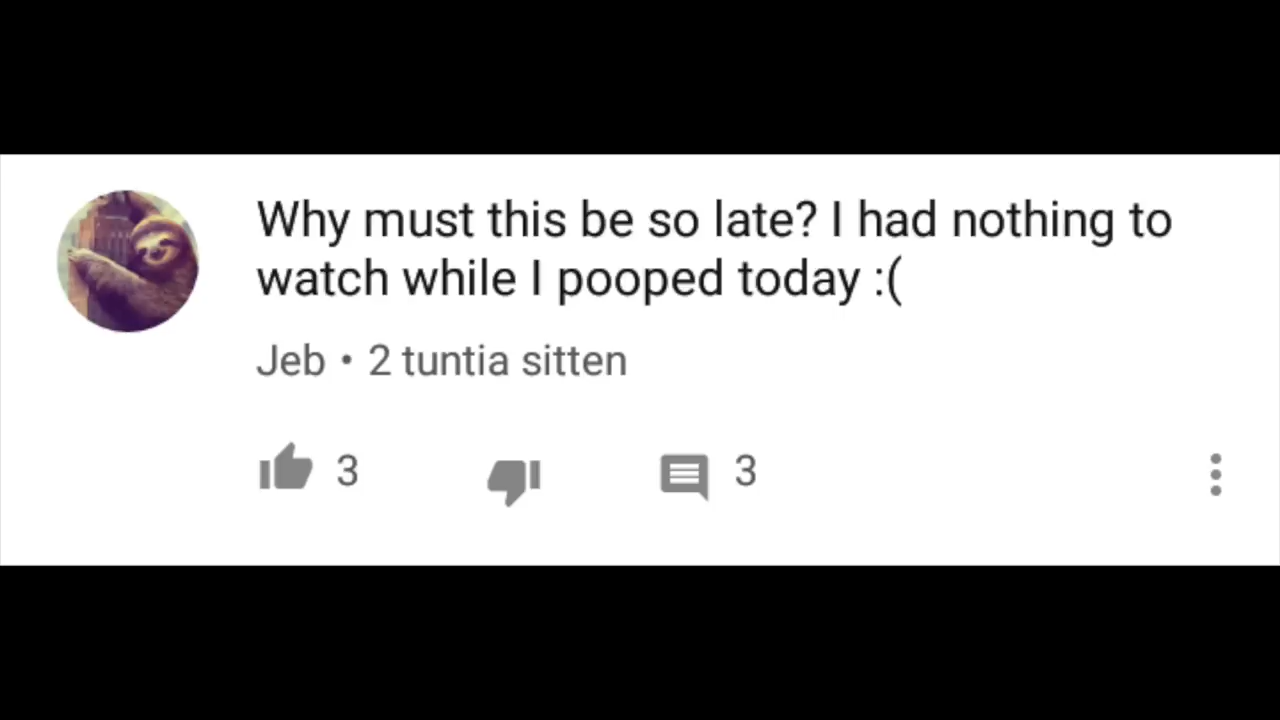 Why must this be so late? I had nothing to
watch while I pooped today :(
Jeb • 2 tuntia sitten
3 3